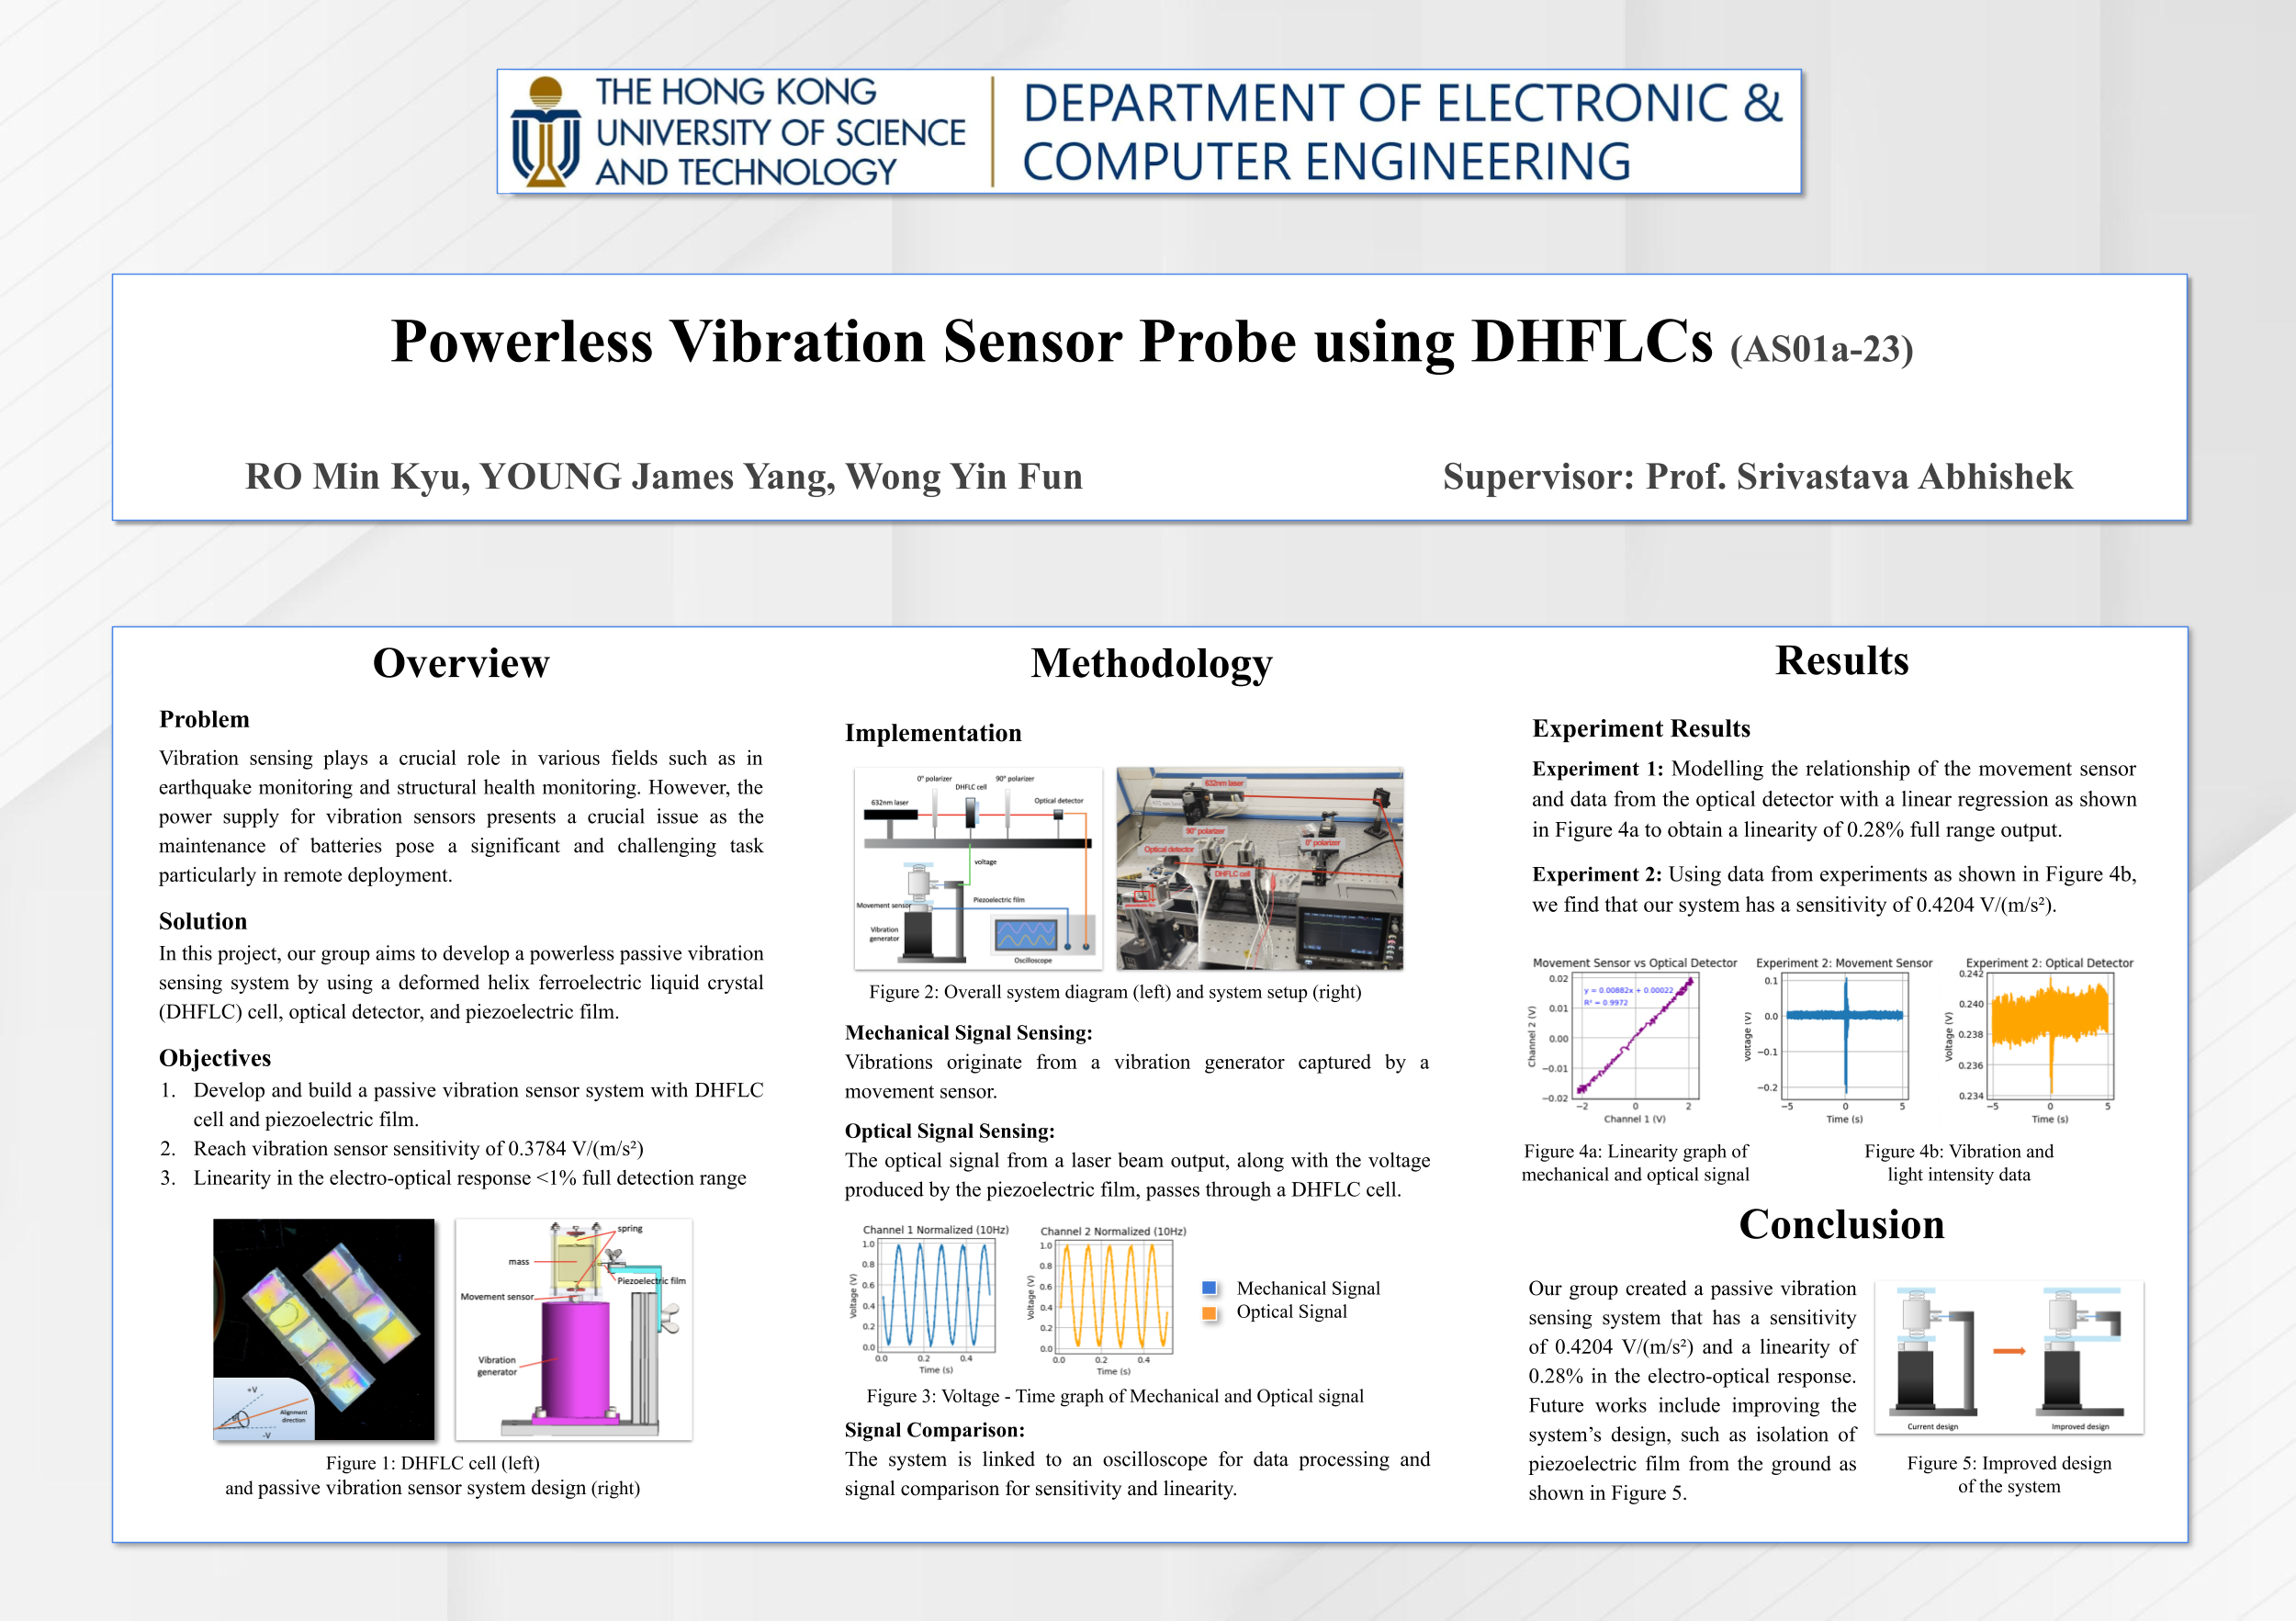 THE HONG KONG
UNIVERSITY OF SCIENCE
AND TECHNOLOGY
DEPARTMENT OF ELECTRONIC &
COMPUTER ENGINEERING
Powerless Vibration Sensor Probe using DHFLCs (AS01a-23)
RO Min Kyu, YOUNG James Yang, Wong Yin Fun
Supervisor: Prof. Srivastava Abhishek
Overview
Problem
Vibration sensing plays a crucial role in various fields such as in
earthquake monitoring and structural health monitoring. However, the
power supply for vibration sensors presents a crucial issue as the
maintenance of batteries pose a significant and challenging task
particularly in remote deployment.
Solution
In this project, our group aims to develop a powerless passive vibration
sensing system by using a deformed helix ferroelectric liquid crystal
(DHFLC) cell, optical detector, and piezoelectric film.
Objectives
1. Develop and build a passive vibration sensor system with DHFLC
cell and piezoelectric film.
2. Reach vibration sensor sensitivity of 0.3784 V/(m/s²)
3. Linearity in the electro-optical response <1% full detection range
+V
Alignment
direction
-V
spring
mass
Piezoelectric film
Movement sensor
Vibration
generator
Figure 1: DHFLC cell (left)
and passive vibration sensor system design (right)
Methodology
Implementation
0° polarizer
90° polarizer
DHFLC cell
632nm laser
Optical detector
voltage
Piezoelectric film
Movement sensor
Vibration
generator
Oscilloscope
632nm laser
90° polarizer
0° polarizer
Optical detector
DHFLC cell
Figure 2: Overall system diagram (left) and system setup (right)
Mechanical Signal Sensing:
Vibrations originate from a vibration generator captured by a
movement sensor.
Optical Signal Sensing:
The optical signal from a laser beam output, along with the voltage
produced by the piezoelectric film, passes through a DHFLC cell.
Channel 1 Normalized (10Hz)
1.0
0.8
0.6
0.4
0.2
0.0
Voltage (V)
0.0 0.2 0.4
Time (s)
Channel 2 Normalized (10Hz)
1.0
0.8
0.6
0.4
0.2
0.0
Voltage (V)
0.0 0.2 0.4
Time (s)
Mechanical Signal
Optical Signal
Figure 3: Voltage - Time graph of Mechanical and Optical signal
Signal Comparison:
The system is linked to an oscilloscope for data processing and
signal comparison for sensitivity and linearity.
Results
Experiment Results
Experiment 1: Modelling the relationship of the movement sensor
and data from the optical detector with a linear regression as shown
in Figure 4a to obtain a linearity of 0.28% full range output.
Experiment 2: Using data from experiments as shown in Figure 4b,
we find that our system has a sensitivity of 0.4204 V/(m/s²).
Movement Sensor vs Optical Detector
y = 0.00882x + 0.00022
R² = 0.9972
0.02
0.01
0.00
−0.01
−0.02
Channel 2 (V)
−2 0 2
Channel 1 (V)
Experiment 2: Movement Sensor
0.1
0.0
−0.1
−0.2
Voltage (V)
−5 0 5
Time (s)
Experiment 2: Optical Detector
0.242
0.240
0.238
0.236
0.234
Voltage (V)
−5 0 5
Time (s)
Figure 4a: Linearity graph of
mechanical and optical signal
Figure 4b: Vibration and
light intensity data
Conclusion
Our group created a passive vibration
sensing system that has a sensitivity
of 0.4204 V/(m/s²) and a linearity of
0.28% in the electro-optical response.
Future works include improving the
system's design, such as isolation of
piezoelectric film from the ground as
shown in Figure 5.
Current design
Improved design
Figure 5: Improved design
of the system